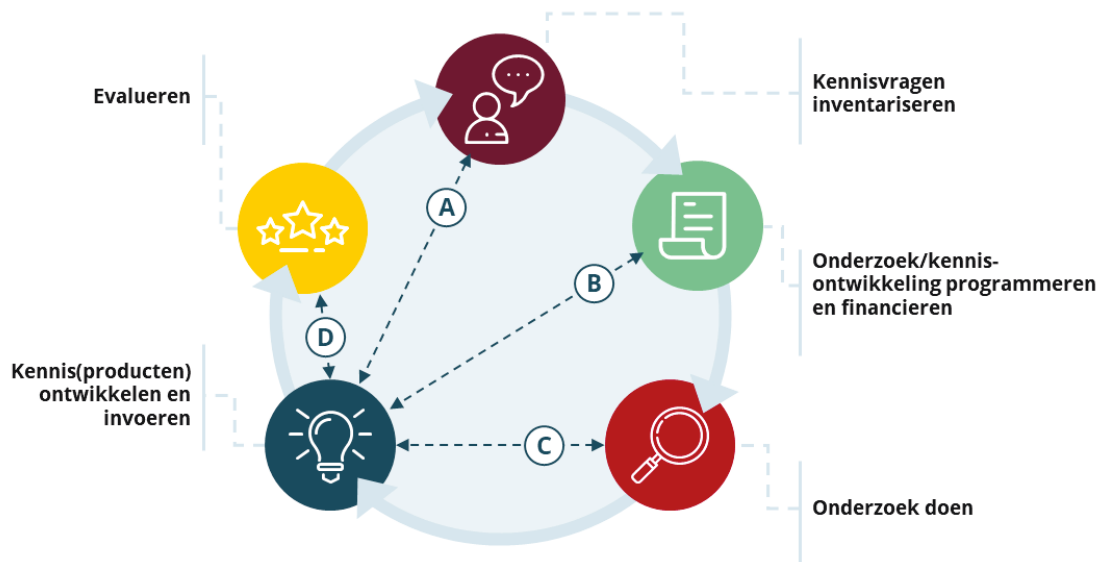 Evalueren
Kennisvragen
inventariseren
A
B
Onderzoek/kennis-
ontwikkeling programmeren
en financieren
D
Kennis(producten)
ontwikkelen en
invoeren
C
Onderzoek doen